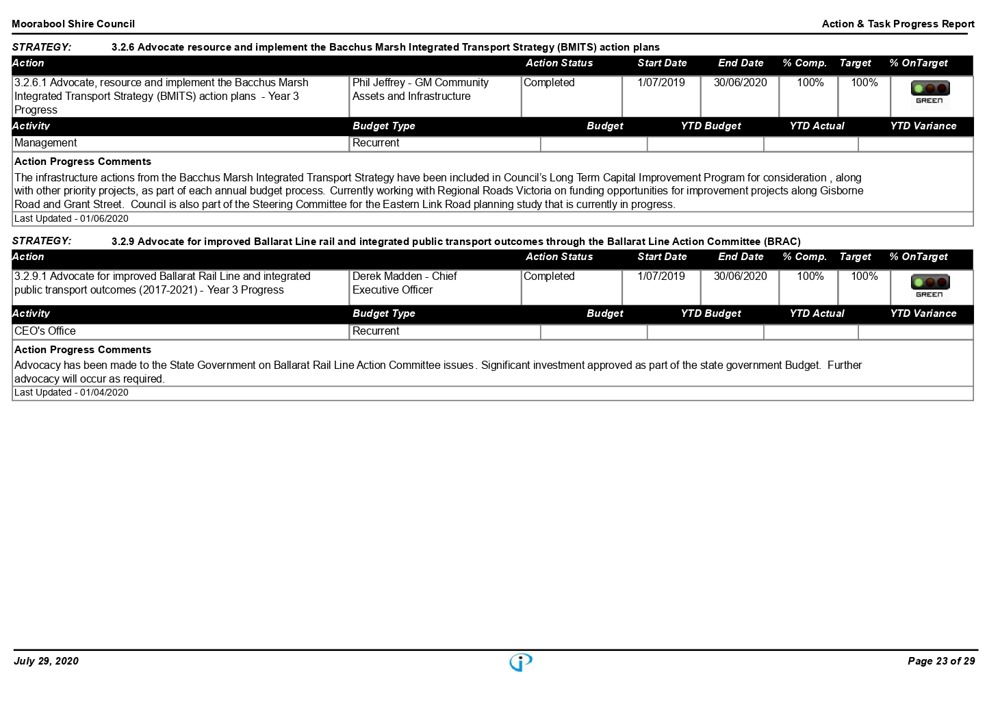 Moorabool Shire Council Action & Task Progress Report
STRATEGY: 3.2.6 Advocate resource and implement the Bacchus Marsh Integrated Transport Strategy (BMITS) action plans
Action Action Status Start Date End Date % Comp. Target % OnTarget
3.2.6.1 Advocate, resource and implement the Bacchus Marsh Phil Jeffrey - GM Community Completed 1/07/2019 30/06/2020 100% 100%
Integrated Transport Strategy (BMITS) action plans - Year 3 Assets and Infrastructure
GREEN
Progress
Activity Budget Type Budget YTD Budget YTD Actual YTD Variance
Management Recurrent
Action Progress Comments
The infrastructure actions from the Bacchus Marsh Integrated Transport Strategy have been included in Council's Long Term Capital Improvement Program for consideration , along
with other priority projects, as part of each annual budget process. Currently working with Regional Roads Victoria on funding opportunities for improvement projects along Gisborne
Road and Grant Street. Council is also part of the Steering Committee for the Eastern Link Road planning study that is currently in progress.
Last Updated - 01/06/2020
STRATEGY: 3.2.9 Advocate for improved Ballarat Line rail and integrated public transport outcomes through the Ballarat Line Action Committee (BRAC)
Action Action Status Start Date End Date % Comp. Target % OnTarget
3.2.9.1 Advocate for improved Ballarat Rail Line and integrated Derek Madden - Chief Completed 1/07/2019 30/06/2020 100% 100%
public transport outcomes (2017-2021) - Year 3 Progress Executive Officer
GREEN
Activity Budget Type Budget YTD Budget YTD Actual YTD Variance
CEO's Office Recurrent
Action Progress Comments
Advocacy has been made to the State Government on Ballarat Rail Line Action Committee issues . Significant investment approved as part of the state government Budget. Further
advocacy will occur as required.
Last Updated - 01/04/2020
July 29, 2020 Page 23 of 29